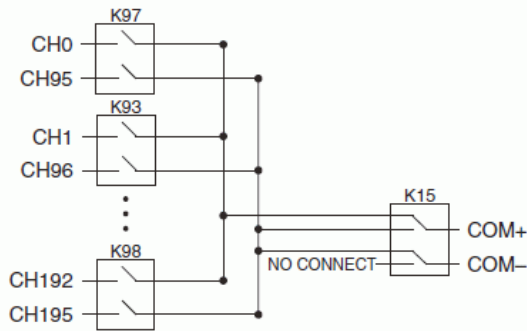 K97
CH0
CH95
K93
CH1
CH96
K15
COM+
K98
NO CONNECT
COM–
CH192
CH195